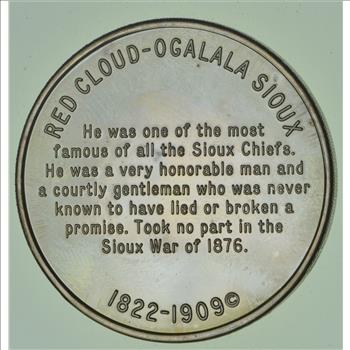 RED CLOUD-OGALALA SIOUX
He was one of the most
famous of all the Sioux Chiefs.
He was a very honorable man and
a courtly gentleman who was never
known to have lied or broken a
promise. Took no part in the
Sioux War of 1876.
1822-1909©